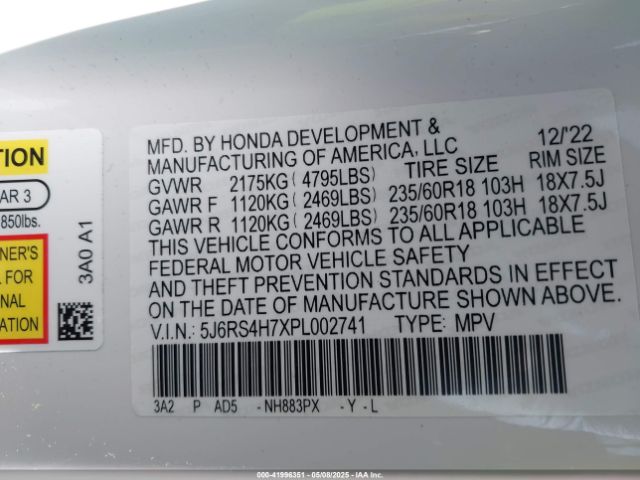 TION
AR 3
850lbs.
NER'S
L FOR
NAL
ATION
3A0 A1
MFD. BY HONDA DEVELOPMENT &
MANUFACTURING OF AMERICA, LLC 12/'22
GVWR 2175KG ( 4795LBS) TIRE SIZE RIM SIZE
GAWR F 1120KG ( 2469LBS) 235/60R18 103H 18X7.5J
GAWR R 1120KG ( 2469LBS) 235/60R18 103H 18X7.5J
THIS VEHICLE CONFORMS TO ALL APPLICABLE
FEDERAL MOTOR VEHICLE SAFETY
AND THEFT PREVENTION STANDARDS IN EFFECT
ON THE DATE OF MANUFACTURE SHOWN ABOVE.
V.I.N.: 5J6RS4H7XPL002741 TYPE: MPV
3A2 P AD5 -NH883PX -Y-L
000-41996351 - 05/08/2025 - IAA Inc.